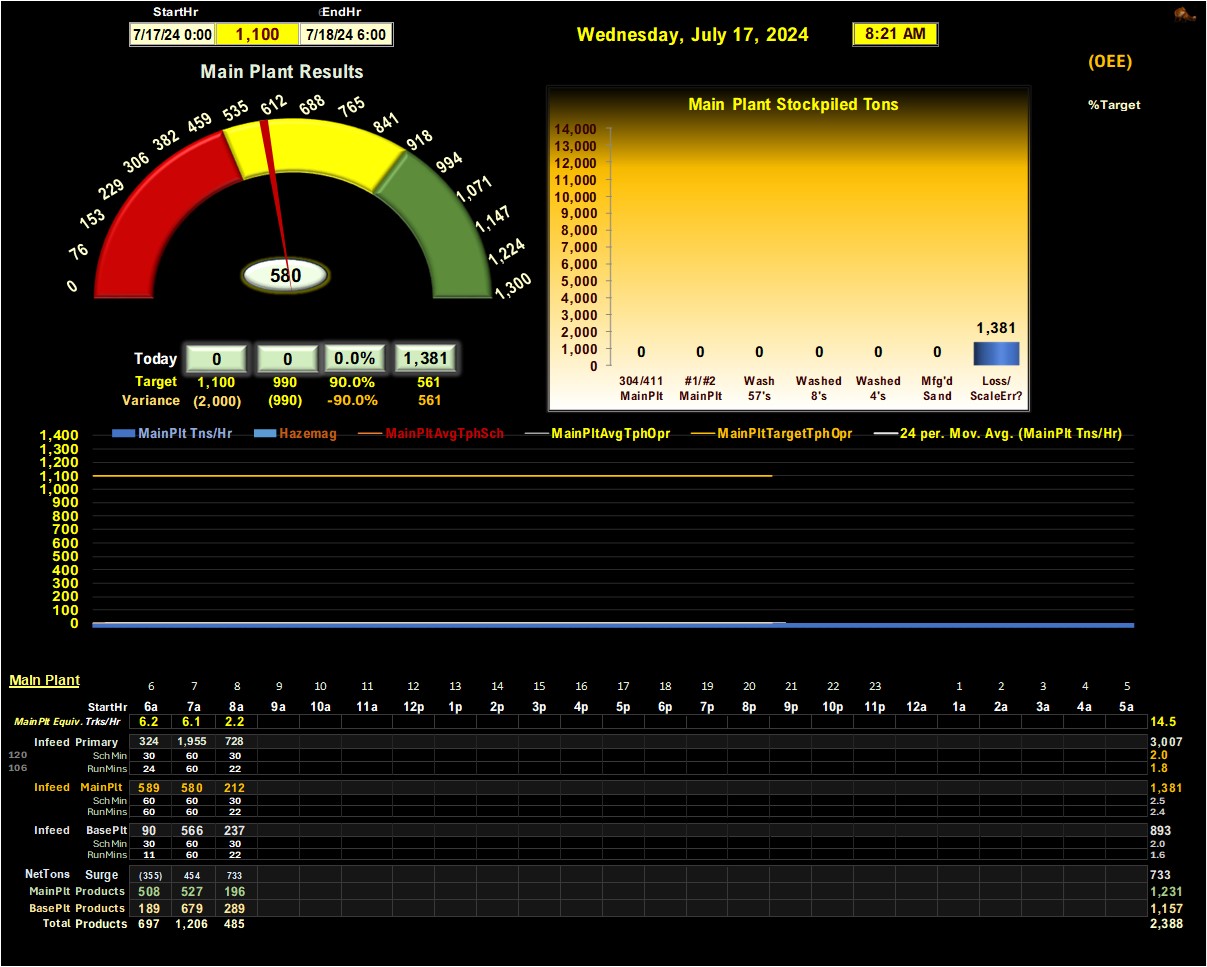 StartHr EndHr
7/17/24 0:00 1,100 7/18/24 6:00
Wednesday, July 17, 2024 8:21 AM
(OEE)
%Target
Main Plant Results
0 76 153 229 306 382 459 535 612 688 765 841 918 994 1,071 1,147 1,224 1,300
580
Today 0 0 0.0% 1,381
Target 1,100 990 90.0% 561
Variance (2,000) (990) -90.0% 561
Main Plant Stockpiled Tons
14,000
13,000
12,000
11,000
10,000
9,000
8,000
7,000
6,000
5,000
4,000
3,000
2,000
1,000
0
0 0 0 0 0 0 1,381
304/411 #1/#2 Wash Washed Washed Mfg'd Loss/
MainPlt MainPlt 57's 8's 4's Sand ScaleErr?
MainPlt Tns/Hr Hazemag MainPltAvgTphSch MainPltAvgTphOpr MainPltTargetTphOpr 24 per. Mov. Avg. (MainPlt Tns/Hr)
1,400
1,300
1,200
1,100
1,000
900
800
700
600
500
400
300
200
100
0
Main Plant
6 7 8 9 10 11 12 13 14 15 16 17 18 19 20 21 22 23 1 2 3 4 5
StartHr 6a 7a 8a 9a 10a 11a 12p 1p 2p 3p 4p 5p 6p 7p 8p 9p 10p 11p 12a 1a 2a 3a 4a 5a
MainPlt Equiv. Trks/Hr 6.2 6.1 2.2 14.5
Infeed Primary 324 1,955 728 3,007
120 SchMin 30 60 30 2.0
106 RunMins 24 60 22 1.8
Infeed MainPlt 589 580 212 1,381
SchMin 60 60 30 2.5
RunMins 60 60 22 2.4
Infeed BasePlt 90 566 237 893
SchMin 30 60 30 2.0
RunMins 11 60 22 1.6
NetTons Surge (355) 454 733 733
MainPlt Products 508 527 196 1,231
BasePlt Products 189 679 289 1,157
Total Products 697 1,206 485 2,388